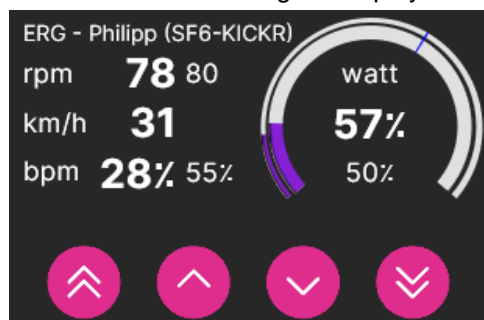 ERG - Philipp (SF6-KICKR)
rpm 78 80
km/h 31
bpm 28% 55%
watt
57%
50%